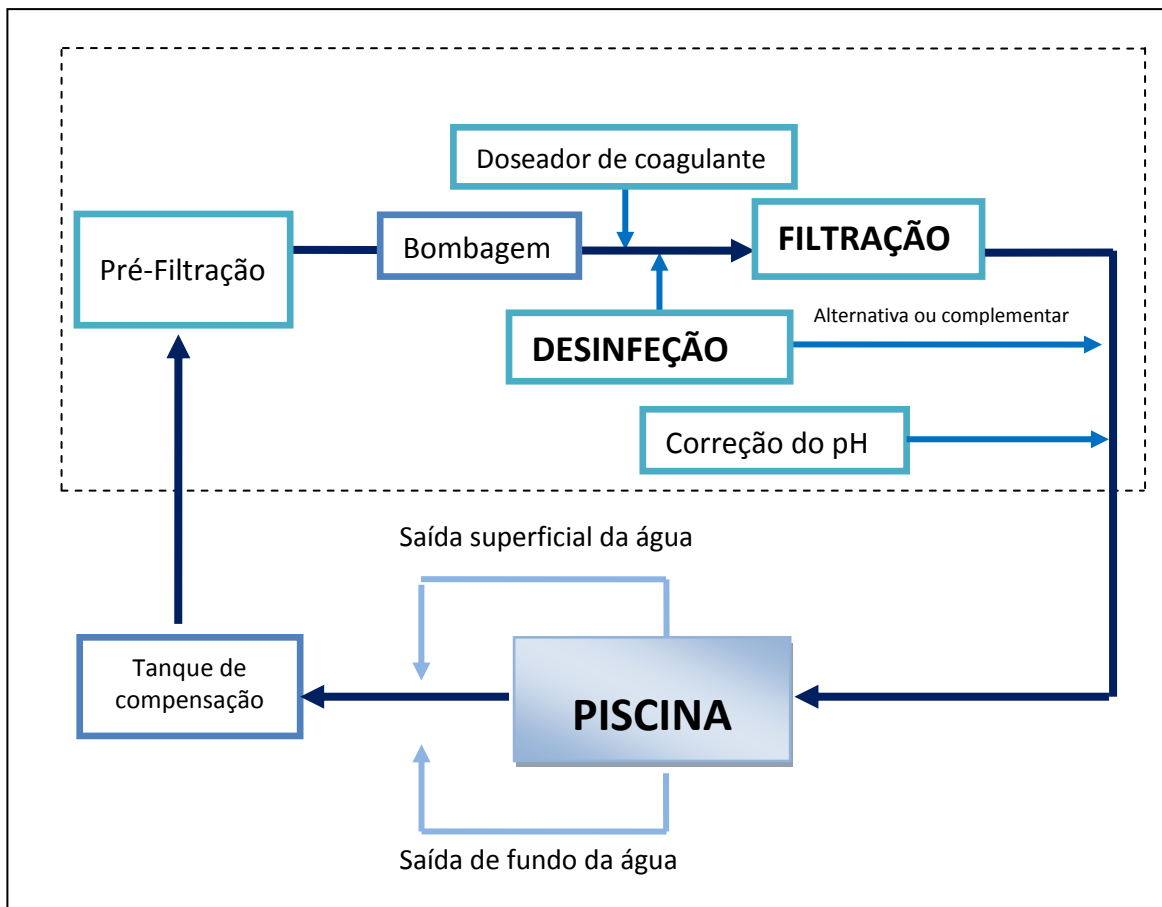 Doseador de coagulante
Pré-Filtração
Bombagem
FILTRAÇÃO
DESINFEÇÃO
Alternativa ou complementar
Correção do pH
Saída superficial da água
Tanque de
compensação
PISCINA
Saída de fundo da água